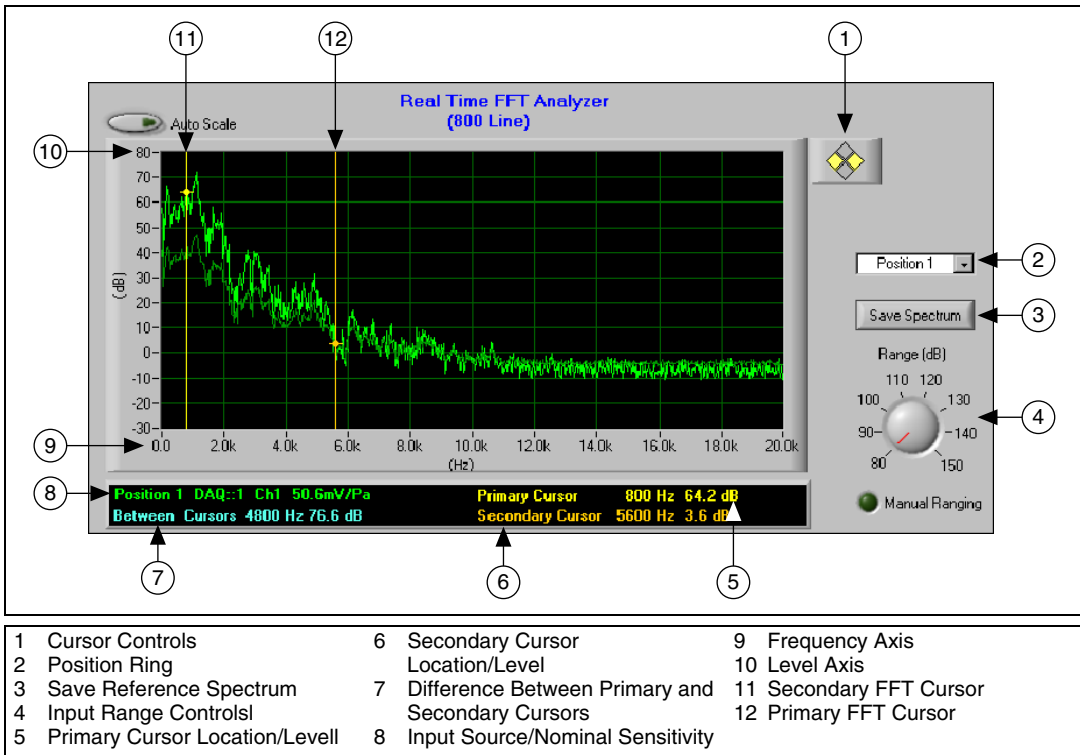 11
12
1
Real Time FFT Analyzer
(800 Line)
Auto Scale
10
80
70
60
50
40
30
20
10
0
-10
-20
-30
(dB)
0.0 2.0k 4.0k 6.0k 8.0k 10.0k 12.0k 14.0k 16.0k 18.0k 20.0k
(Hz)
9
Position 1
2
Save Spectrum
3
Range (dB)
110 120
100 130
90 140
80 150
4
Manual Ranging
8
Position 1 DAQ::1 Ch1 50.6mV/Pa
Primary Cursor 800 Hz 64.2 dB
Between Cursors 4800 Hz 76.6 dB
Secondary Cursor 5600 Hz 3.6 dB
7
6
5
1 Cursor Controls
2 Position Ring
3 Save Reference Spectrum
4 Input Range Controlsl
5 Primary Cursor Location/Levell
6 Secondary Cursor
Location/Level
7 Difference Between Primary and
Secondary Cursors
8 Input Source/Nominal Sensitivity
9 Frequency Axis
10 Level Axis
11 Secondary FFT Cursor
12 Primary FFT Cursor